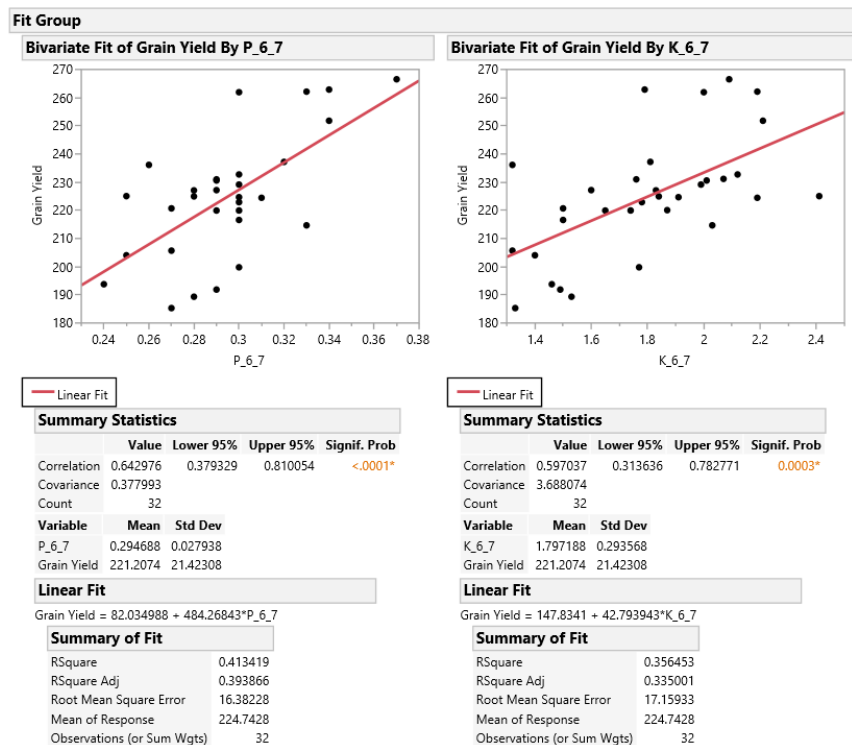 Fit Group
Bivariate Fit of Grain Yield By P_6_7
270
260
250
240
230
220
210
200
190
180
Grain Yield
0.24 0.26 0.28 0.3 0.32 0.34 0.36 0.38
P_6_7
Linear Fit
Summary Statistics
Value Lower 95% Upper 95% Signif. Prob
Correlation 0.642976 0.379329 0.810054 <.0001*
Covariance 0.377993
Count 32
Variable Mean Std Dev
P_6_7 0.294688 0.027938
Grain Yield 221.2074 21.42308
Linear Fit
Grain Yield = 82.034988 + 484.26843*P_6_7
Summary of Fit
RSquare 0.413419
RSquare Adj 0.393866
Root Mean Square Error 16.38228
Mean of Response 224.7428
Observations (or Sum Wgts) 32
Bivariate Fit of Grain Yield By K_6_7
270
260
250
240
230
220
210
200
190
180
Grain Yield
1.4 1.6 1.8 2 2.2 2.4
K_6_7
Linear Fit
Summary Statistics
Value Lower 95% Upper 95% Signif. Prob
Correlation 0.597037 0.313636 0.782771 0.0003*
Covariance 3.688074
Count 32
Variable Mean Std Dev
K_6_7 1.797188 0.293568
Grain Yield 221.2074 21.42308
Linear Fit
Grain Yield = 147.8341 + 42.793943*K_6_7
Summary of Fit
RSquare 0.356453
RSquare Adj 0.335001
Root Mean Square Error 17.15933
Mean of Response 224.7428
Observations (or Sum Wgts) 32